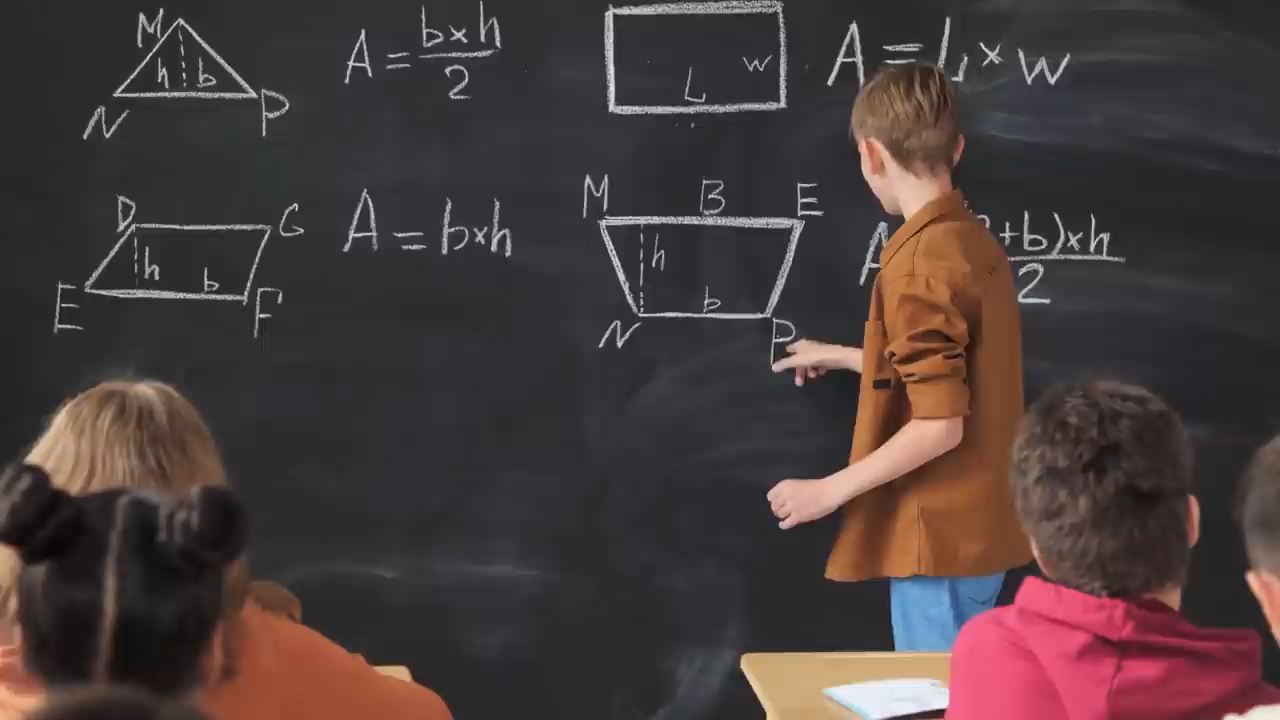 M
h b
N P
A = b×h
2
L w
A = L × w
D G
h b
E F
A = b×h
M B E
h b
N P
A +b)×h
2